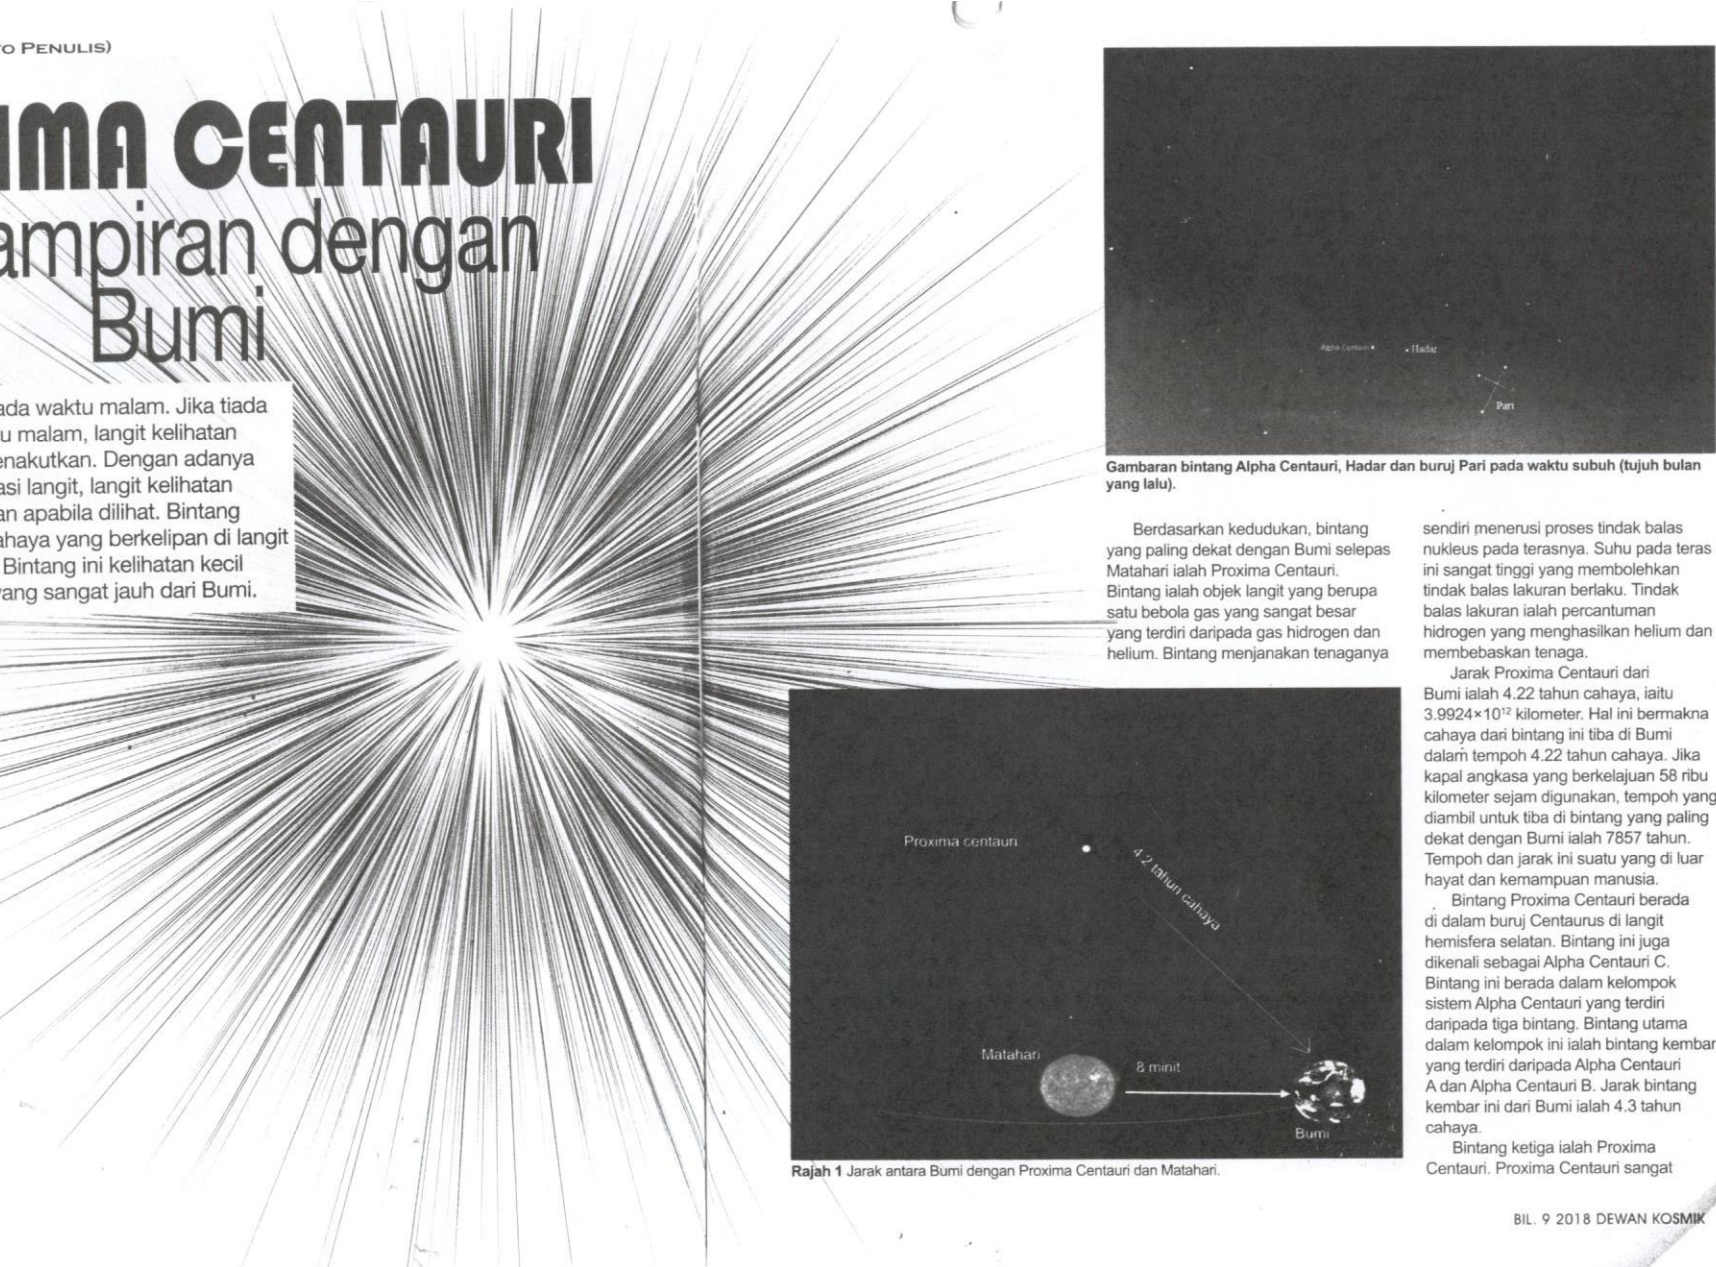 TO PENULIS)
IMA CENTAURI
ampiran dengan
Bumi
ada waktu malam. Jika tiada
u malam, langit kelihatan
enakutkan. Dengan adanya
asi langit, langit kelihatan
an apabila dilihat. Bintang
ahaya yang berkelipan di langit
Bintang ini kelihatan kecil
yang sangat jauh dari Bumi.
Alpha Centauri
Hadar
Pari
Gambaran bintang Alpha Centauri, Hadar dan buruj Pari pada waktu subuh (tujuh bulan
yang lalu).
Berdasarkan kedudukan, bintang
yang paling dekat dengan Bumi selepas
Matahari ialah Proxima Centauri.
Bintang ialah objek langit yang berupa
satu bebola gas yang sangat besar
yang terdiri daripada gas hidrogen dan
helium. Bintang menjanakan tenaganya
Proxima centauri
4.2 tahun cahaya
Matahari
8 minit
Bumi
Rajah 1 Jarak antara Bumi dengan Proxima Centauri dan Matahari.
sendiri menerusi proses tindak balas
nukleus pada terasnya. Suhu pada teras
ini sangat tinggi yang membolehkan
tindak balas lakuran berlaku. Tindak
balas lakuran ialah percantuman
hidrogen yang menghasilkan helium dan
membebaskan tenaga.
Jarak Proxima Centauri dari
Bumi ialah 4.22 tahun cahaya, iaitu
3.9924×10¹² kilometer. Hal ini bermakna
cahaya dari bintang ini tiba di Bumi
dalam tempoh 4.22 tahun cahaya. Jika
kapal angkasa yang berkelajuan 58 ribu
kilometer sejam digunakan, tempoh yang
diambil untuk tiba di bintang yang paling
dekat dengan Bumi ialah 7857 tahun.
Tempoh dan jarak ini suatu yang di luar
hayat dan kemampuan manusia.
Bintang Proxima Centauri berada
di dalam buruj Centaurus di langit
hemisfera selatan. Bintang ini juga
dikenali sebagai Alpha Centauri C.
Bintang ini berada dalam kelompok
sistem Alpha Centauri yang terdiri
daripada tiga bintang. Bintang utama
dalam kelompok ini ialah bintang kembar
yang terdiri daripada Alpha Centauri
A dan Alpha Centauri B. Jarak bintang
kembar ini dari Bumi ialah 4.3 tahun
cahaya.
Bintang ketiga ialah Proxima
Centauri. Proxima Centauri sangat
BIL. 9 2018 DEWAN KOSMIK